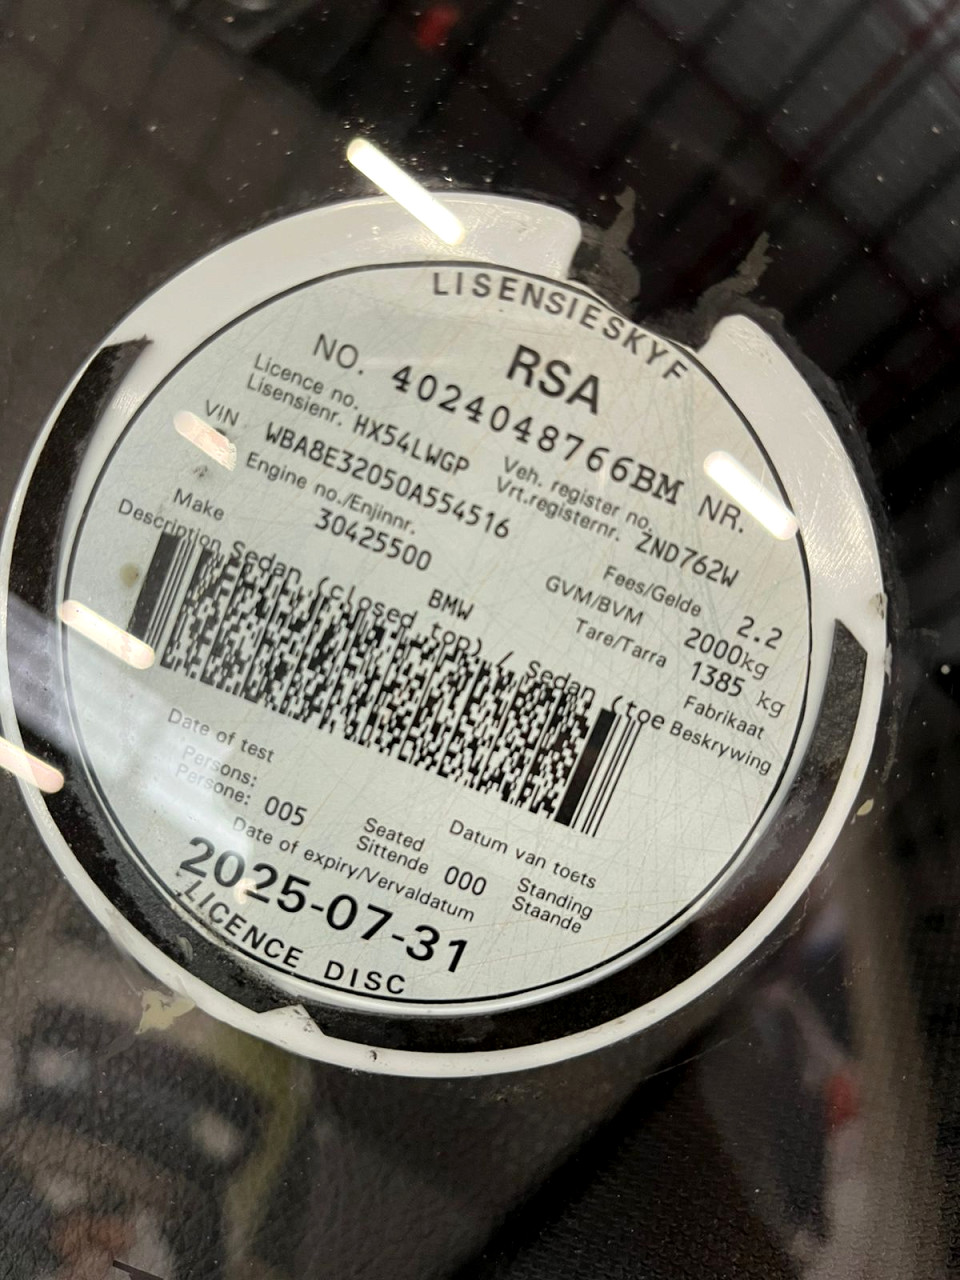 LISENSIESKYF
RSA
NO. 4024048766BM NR.
Licence no. Veh. register no.
Lisensienr. HX54LWGP Vrt.registernr. ZND762W
VIN WBA8E32050A554516 Fees/Gelde 2.2
Engine no./Enjinnr. GVM/BVM 2000kg
30425500 Tare/Tarra 1385 kg
Make BMW Fabrikaat
Description Sedan (closed top) / Sedan (toe Beskrywing
Date of test Datum van toets
Persons: Seated Standing
Persone: 005 Sittende 000 Staande
Date of expiry/Vervaldatum
2025-07-31
LICENCE DISC